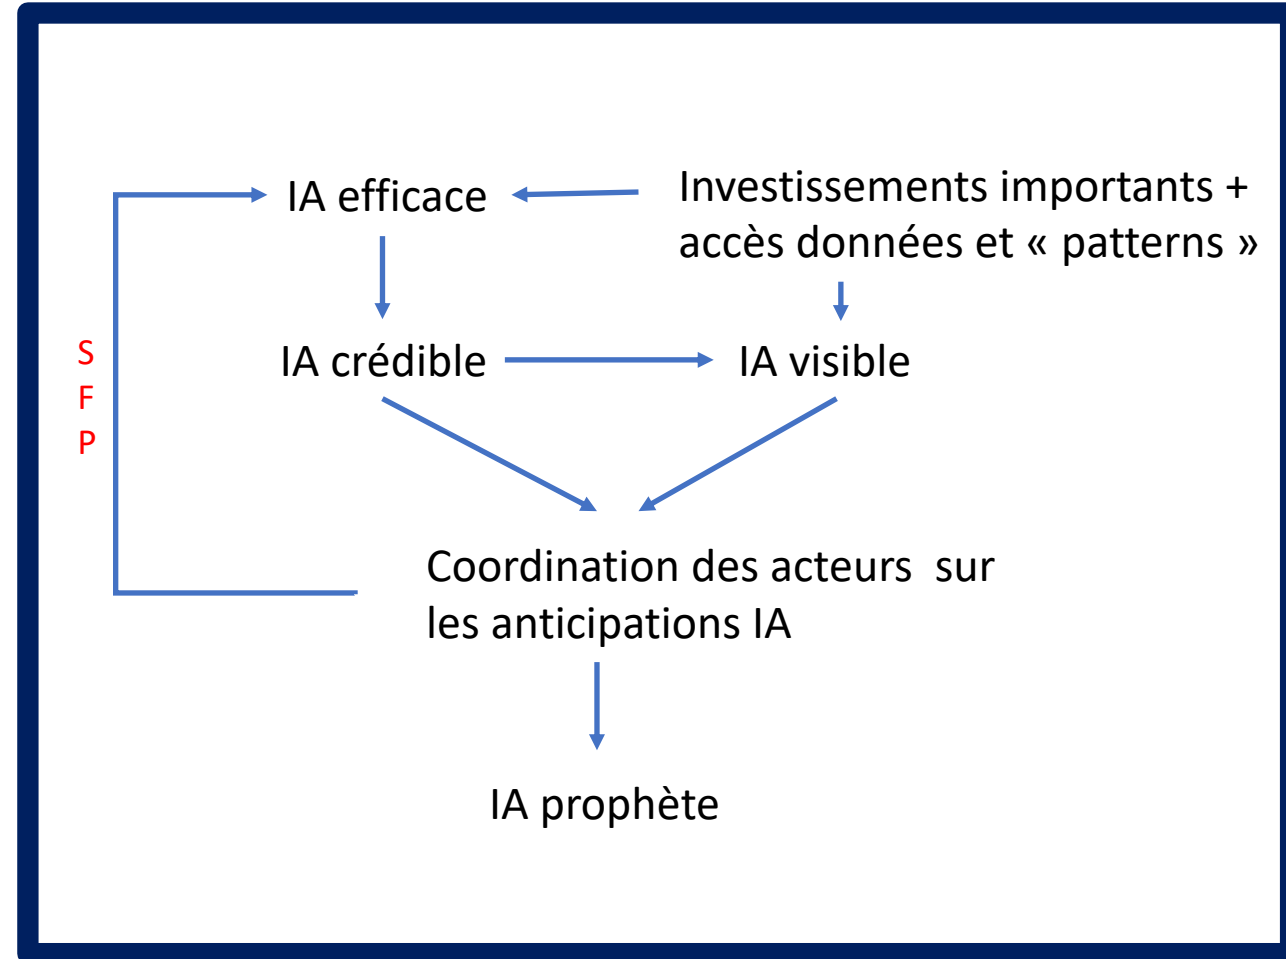 IA efficace
Investissements importants +
accès données et « patterns »
S
F
P
IA crédible
IA visible
Coordination des acteurs  sur
les anticipations IA
IA prophète